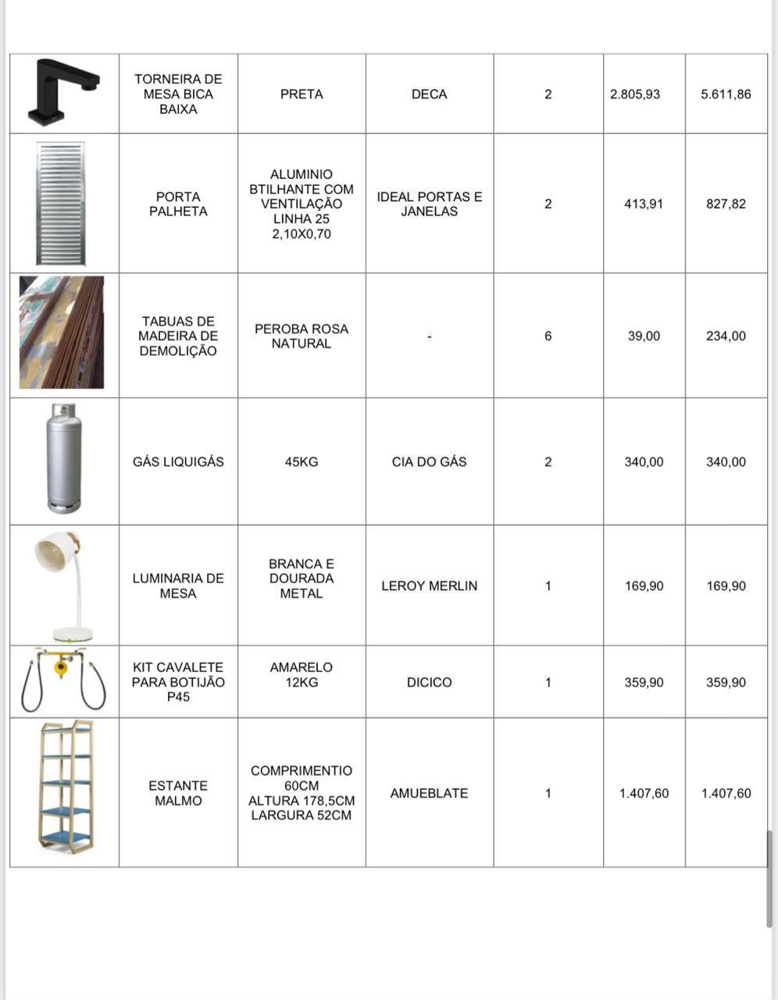 TORNEIRA DE
MESA BICA
BAIXA
PRETA
DECA
2
2.805,93
5.611,86
PORTA
PALHETA
ALUMINIO
BTILHANTE COM
VENTILAÇÃO
LINHA 25
2,10X0,70
IDEAL PORTAS E
JANELAS
2
413,91
827,82
TABUAS DE
MADEIRA DE
DEMOLIÇÃO
PEROBA ROSA
NATURAL
-
6
39,00
234,00
GÁS LIQUIGÁS
45KG
CIA DO GÁS
2
340,00
340,00
LUMINARIA DE
MESA
BRANCA E
DOURADA
METAL
LEROY MERLIN
1
169,90
169,90
KIT CAVALETE
PARA BOTIJÃO
P45
AMARELO
12KG
DICICO
1
359,90
359,90
ESTANTE
MALMO
COMPRIMENTIO
60CM
ALTURA 178,5CM
LARGURA 52CM
AMUEBLATE
1
1.407,60
1.407,60